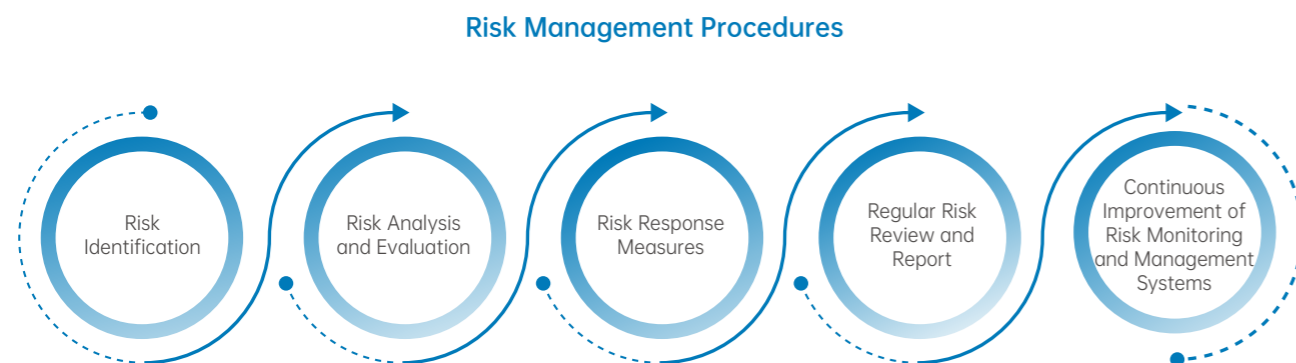 Risk Management Procedures
Risk
Identification
Risk Analysis
and Evaluation
Risk Response
Measures
Regular Risk
Review and
Report
Continuous
Improvement of
Risk Monitoring
and Management
Systems